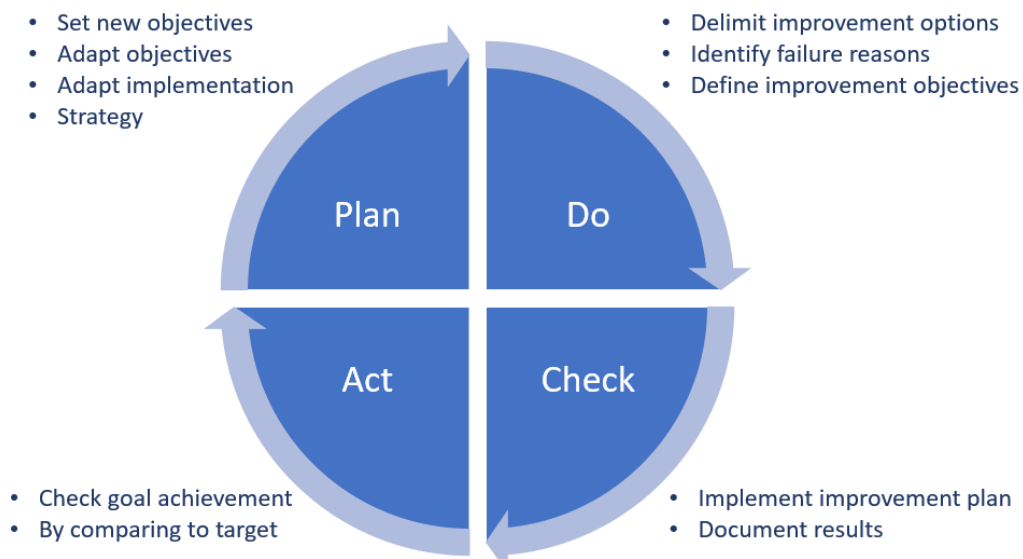 • Set new objectives
• Adapt objectives
• Adapt implementation
• Strategy
• Delimit improvement options
• Identify failure reasons
• Define improvement objectives
Plan
Do
Act
Check
• Check goal achievement
• By comparing to target
• Implement improvement plan
• Document results